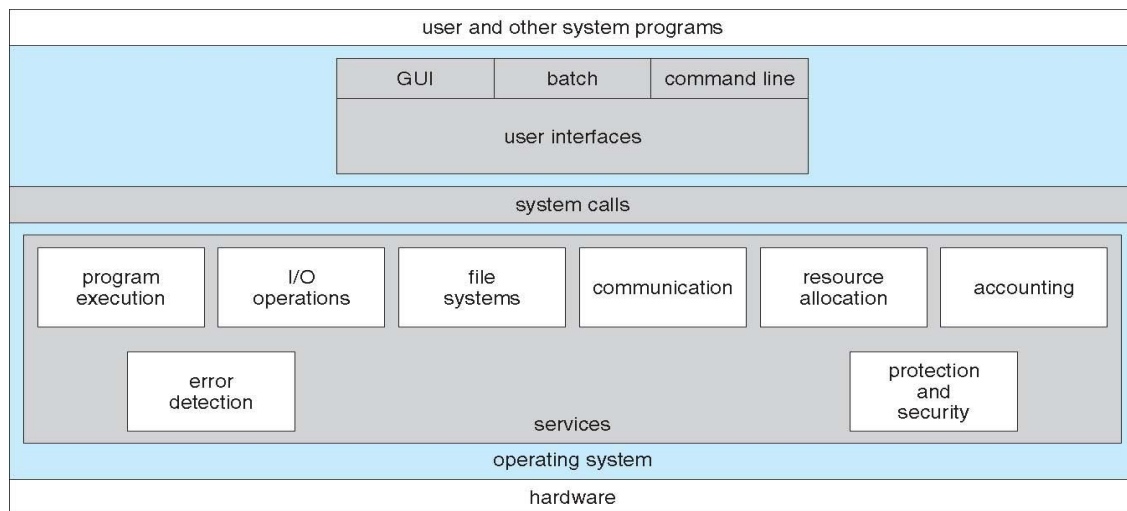 user and other system programs
GUI
batch
command line
user interfaces
system calls
program
execution
I/O
operations
file
systems
communication
resource
allocation
accounting
error
detection
protection
and
security
services
operating system
hardware